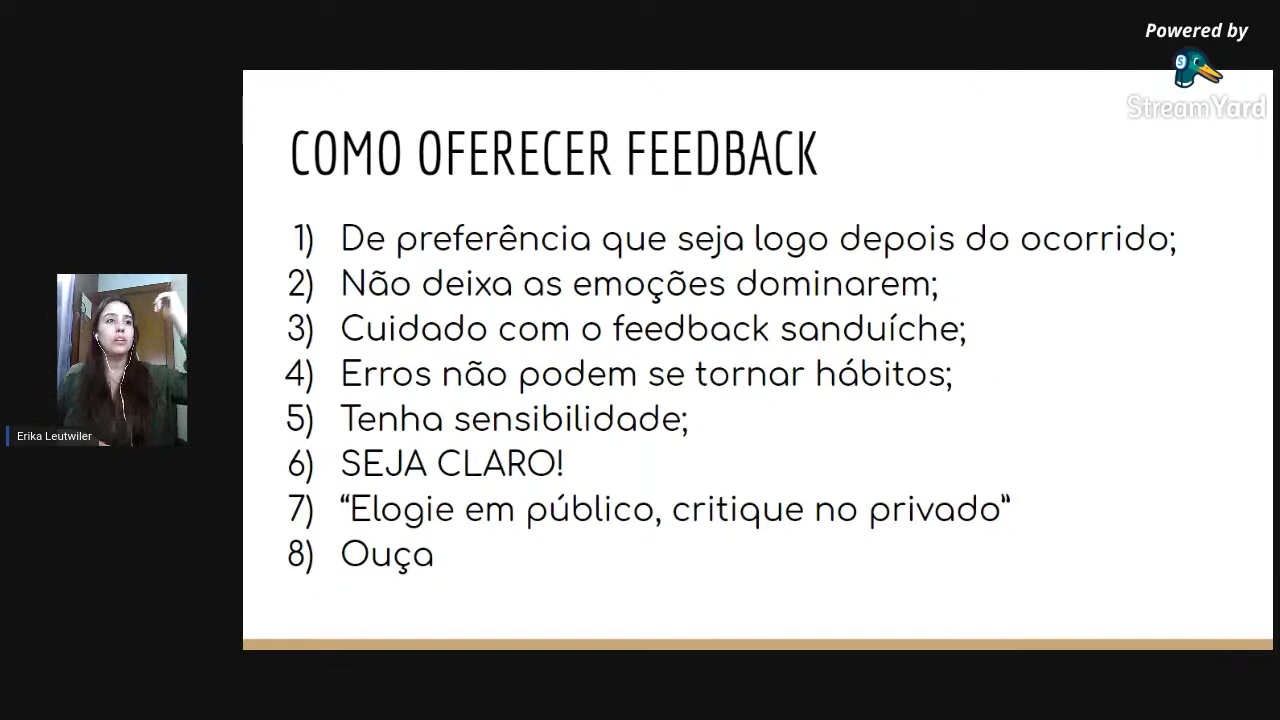 Powered by
StreamYard
COMO OFERECER FEEDBACK
1) De preferência que seja logo depois do ocorrido;
2) Não deixa as emoções dominarem;
3) Cuidado com o feedback sanduíche;
4) Erros não podem se tornar hábitos;
5) Tenha sensibilidade;
6) SEJA CLARO!
7) “Elogie em público, critique no privado”
8) Ouça
Erika Leutwiler